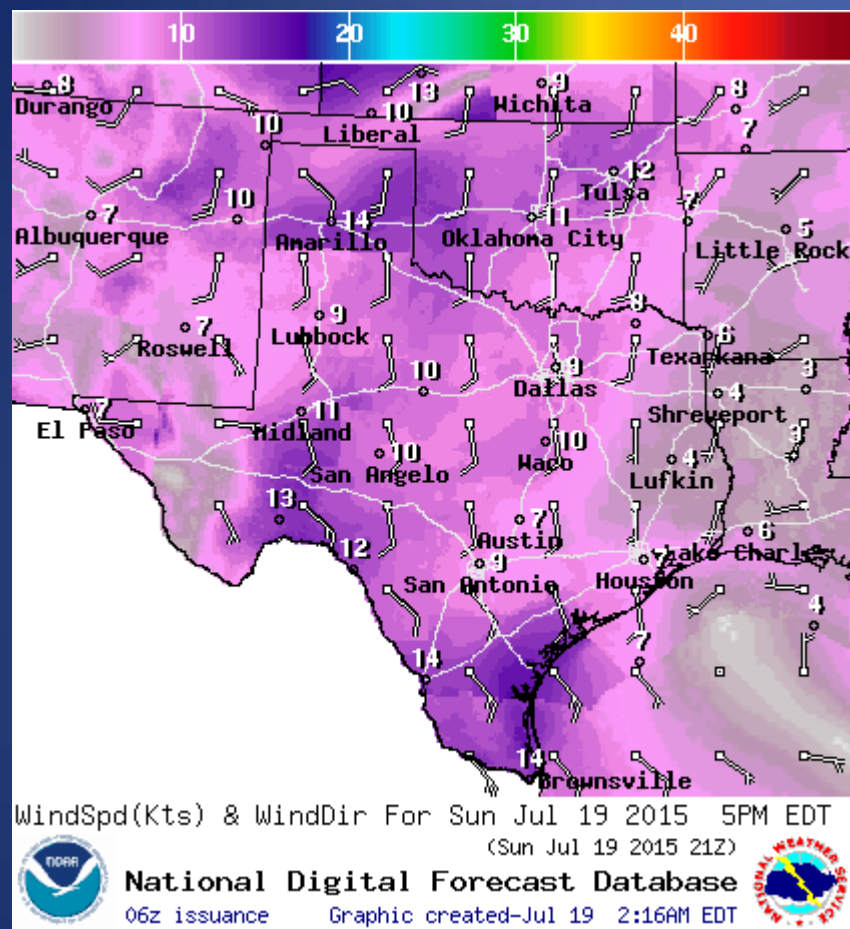 10 20 30 40
8 13 9 8
Durango Wichita
10 Liberal 10 7
12
Tulsa
7 10 14 11 7 5
Albuquerque Amarillo Oklahoma City Little Rock
7 9 8 6
Roswell Lubbock Texarkana
9
10 Dallas 4 3
7 11 Shreveport
El Paso Midland 10 10 3
San Angelo Waco 4
Lufkin
13 7 6
Austin Lake Charles
12 9 7
San Antonio Houston
4
14 7
14
Brownsville
WindSpd(Kts) & WindDir For Sun Jul 19 2015 5PM EDT
(Sun Jul 19 2015 21Z)
NOAA
National Digital Forecast Database
06z issuance Graphic created-Jul 19 2:16AM EDT
NATIONAL WEATHER SERVICE